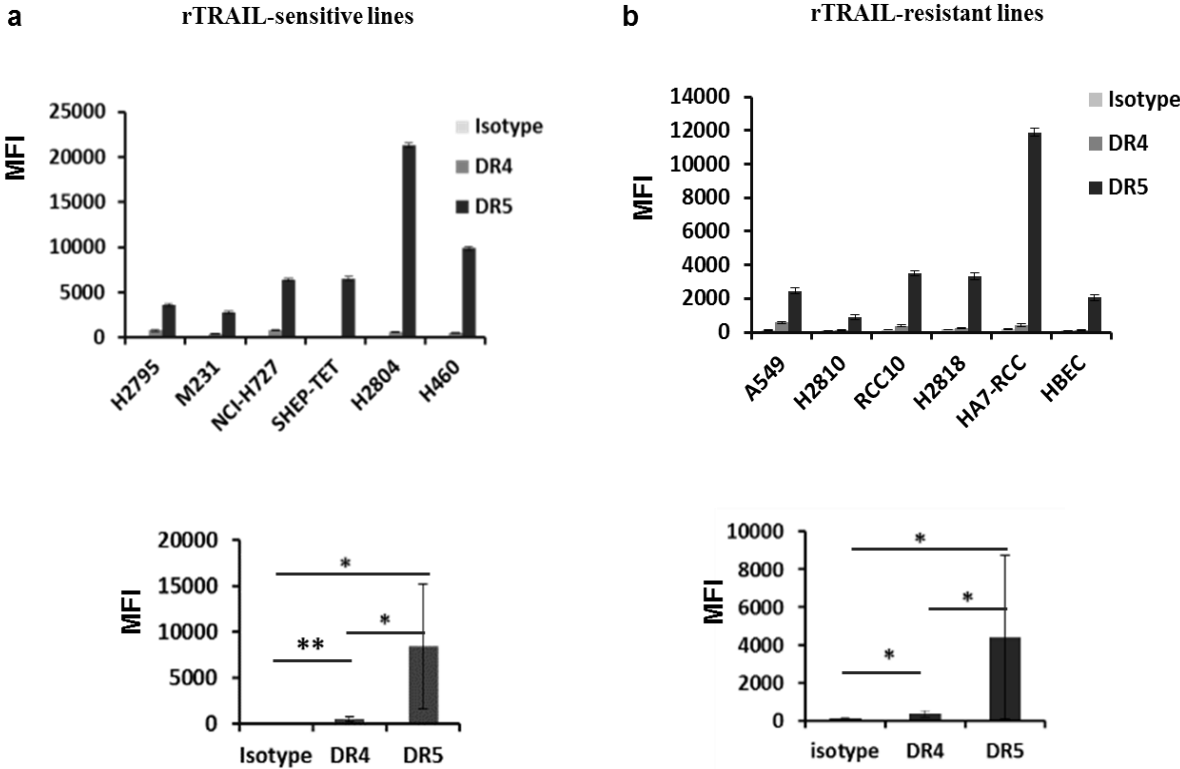 a
rTRAIL-sensitive lines
MFI
25000
20000
15000
10000
5000
0
Isotype
DR4
DR5
H2795
M231
NCI-H727
SHEP-TET
H2804
H460
b
rTRAIL-resistant lines
MFI
14000
12000
10000
8000
6000
4000
2000
0
Isotype
DR4
DR5
A549
H2810
RCC10
H2818
HA7-RCC
HBEC
MFI
20000
15000
10000
5000
0
*
*
**
Isotype DR4 DR5
MFI
10000
8000
6000
4000
2000
0
*
*
*
isotype DR4 DR5